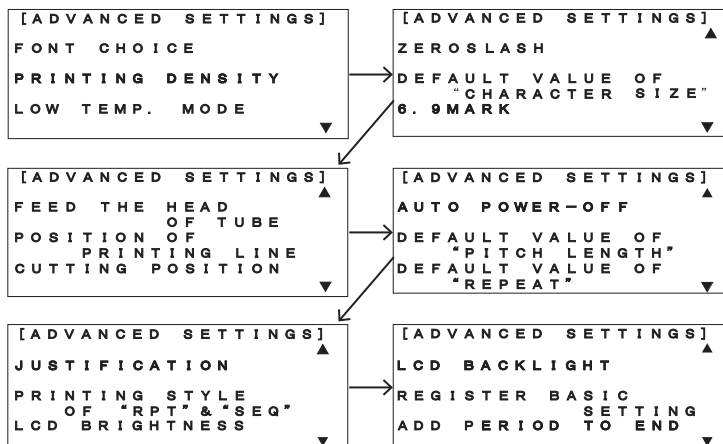 [ADVANCED SETTINGS]
FONT CHOICE
PRINTING DENSITY
LOW TEMP. MODE
[ADVANCED SETTINGS]
ZEROSLASH
DEFAULT VALUE OF
"CHARACTER SIZE"
6. 9MARK
[ADVANCED SETTINGS]
FEED THE HEAD
OF TUBE
POSITION OF
PRINTING LINE
CUTTING POSITION
[ADVANCED SETTINGS]
AUTO POWER-OFF
DEFAULT VALUE OF
"PITCH LENGTH"
DEFAULT VALUE OF
"REPEAT"
[ADVANCED SETTINGS]
JUSTIFICATION
PRINTING STYLE
OF "RPT" & "SEQ"
LCD BRIGHTNESS
[ADVANCED SETTINGS]
LCD BACKLIGHT
REGISTER BASIC
SETTING
ADD PERIOD TO END